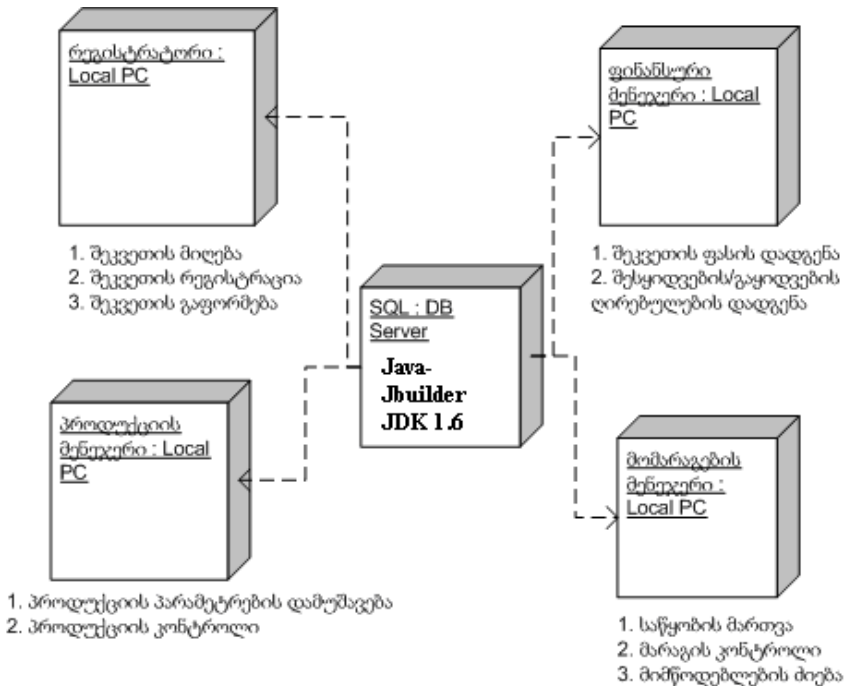 რეგისტრატორი :
Local PC
1. შეკვეთის მიღება
2. შეკვეთის რეგისტრაცია
3. შეკვეთის გაფორმება
ფინანსური
მენეჯერი : Local
PC
1. შეკვეთის ფასის დადგენა
2. შესყიდვების/გაყიდვების
ღირებულების დადგენა
SQL : DB
Server
Java-
Jbuilder
JDK 1.6
პროდუქციის
მენეჯერი : Local
PC
1. პროდუქციის პარამეტრების დამუშავება
2. პროდუქციის კონტროლი
მომარაგების
მენეჯერი :
Local PC
1. საწყობის მართვა
2. მარაგის კონტროლი
3. მიმწოდებლების ძიება